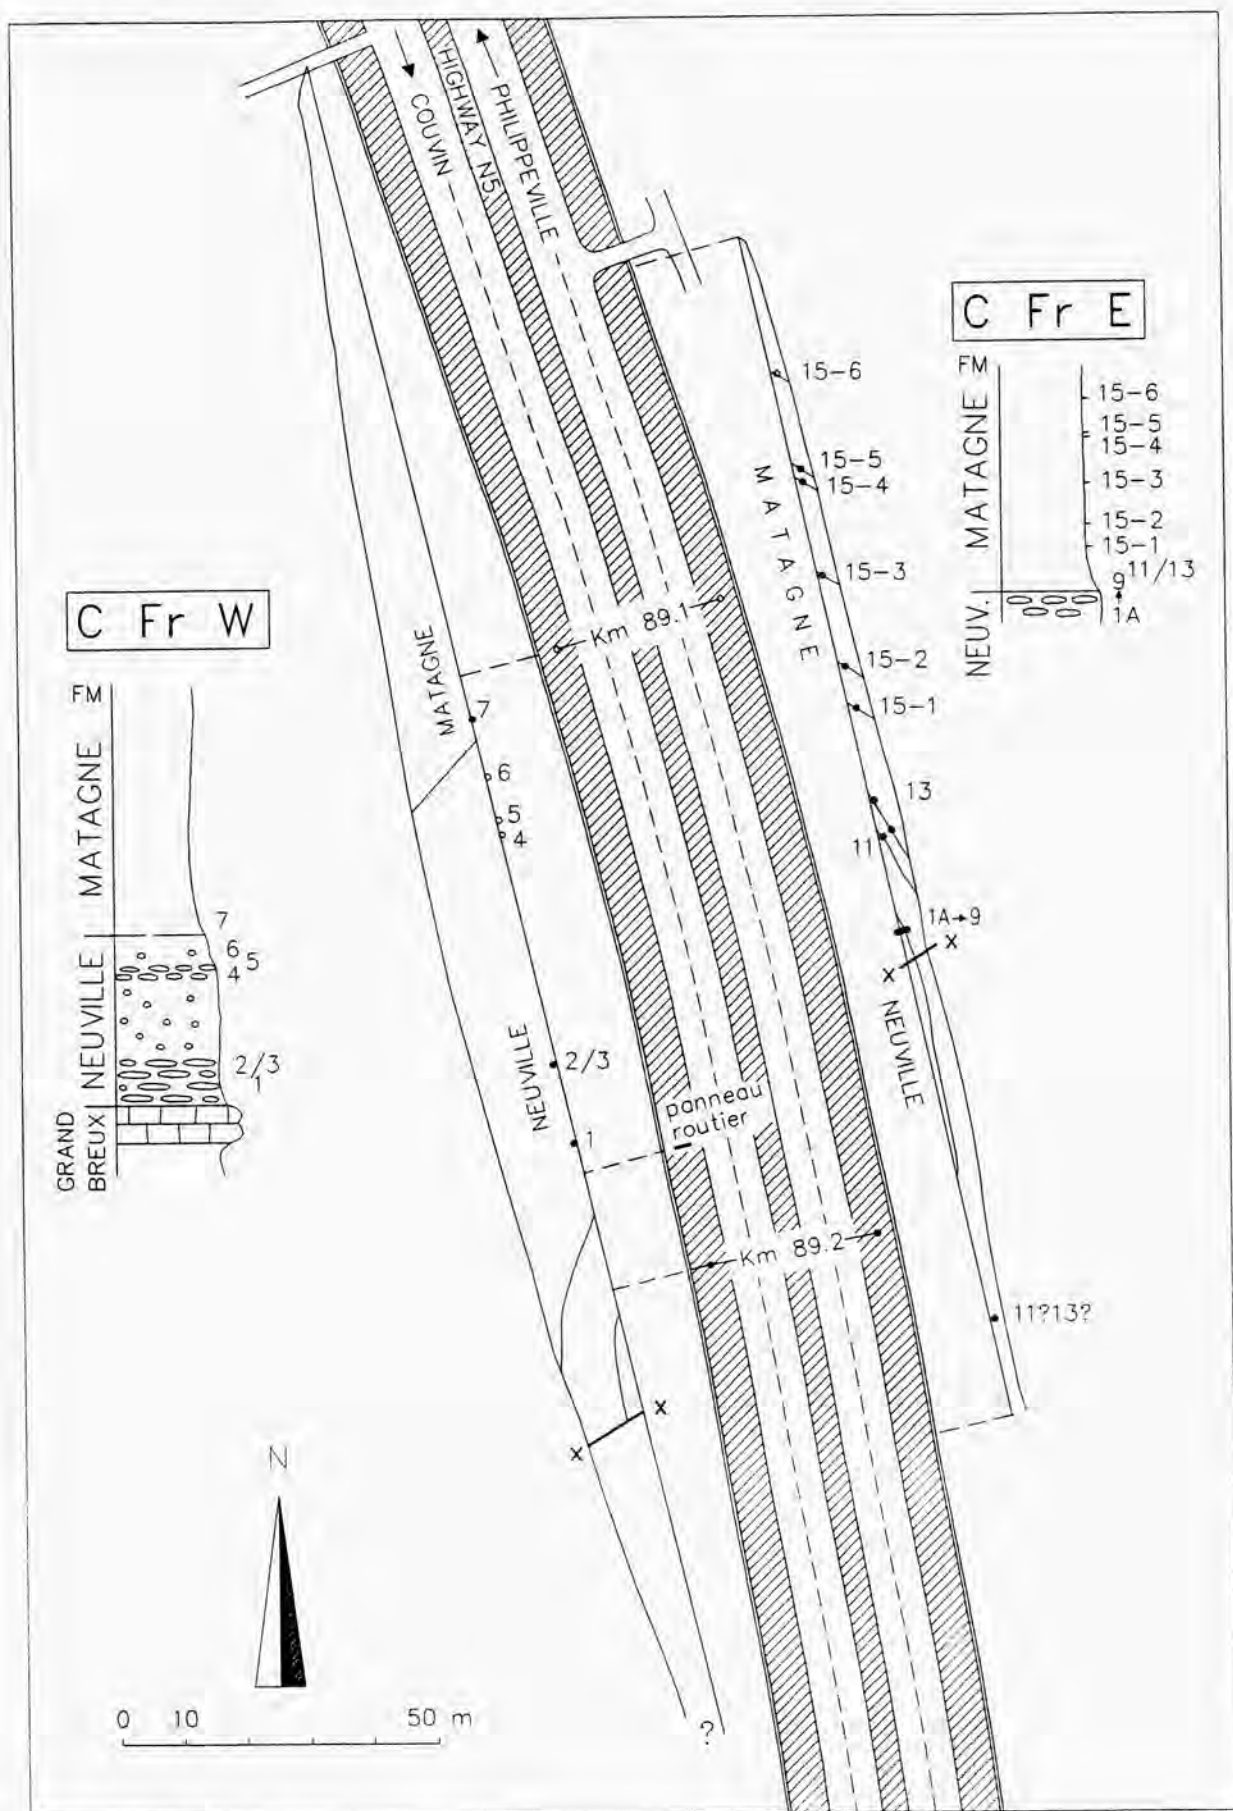 COUVIN
HIGHWAY N5
PHILIPPEVILLE
C Fr E
FM
MATAGNE
NEUV.
15-6
15-5
15-4
15-3
15-2
15-1
11/13
9
1A
15-6
15-5
15-4
15-3
15-2
15-1
13
11
1A→9
x
x
MATAGNE
NEUVILLE
11?13?
Km 89.1
panneau
routier
Km 89.2
MATAGNE
7
6
5
4
NEUVILLE
2/3
1
x
x
?
C Fr W
FM
MATAGNE
NEUVILLE
GRAND
BREUX
7
6
5
4
2/3
1
N
0 10 50 m